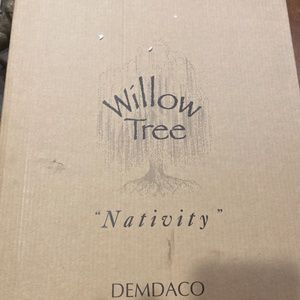 Willow
Tree
"Nativity"
DEMDACO